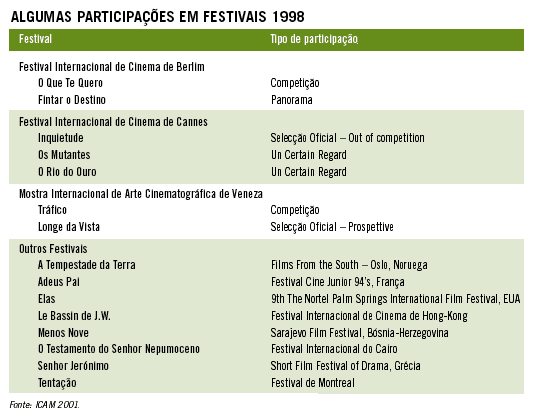 ALGUMAS PARTICIPAÇÕES EM FESTIVAIS 1998
Festival Tipo de participação
Festival Internacional de Cinema de Berlim
O Que Te Quero Competição
Fintar o Destino Panorama
Festival Internacional de Cinema de Cannes
Inquietude Selecção Oficial – Out of competition
Os Mutantes Un Certain Regard
O Rio do Ouro Un Certain Regard
Mostra Internacional de Arte Cinematográfica de Veneza
Tráfico Competição
Longe da Vista Selecção Oficial – Prospettive
Outros Festivais
A Tempestade da Terra Films From the South – Oslo, Noruega
Adeus Pai Festival Cine Junior 94's, França
Elas 9th The Nortel Palm Springs International Film Festival, EUA
Le Bassin de J.W. Festival Internacional de Cinema de Hong-Kong
Menos Nove Sarajevo Film Festival, Bósnia-Herzegovina
O Testamento do Senhor Nepumoceno Festival Internacional do Cairo
Senhor Jerónimo Short Film Festival of Drama, Grécia
Tentação Festival de Montreal
Fonte: ICAM 2001.